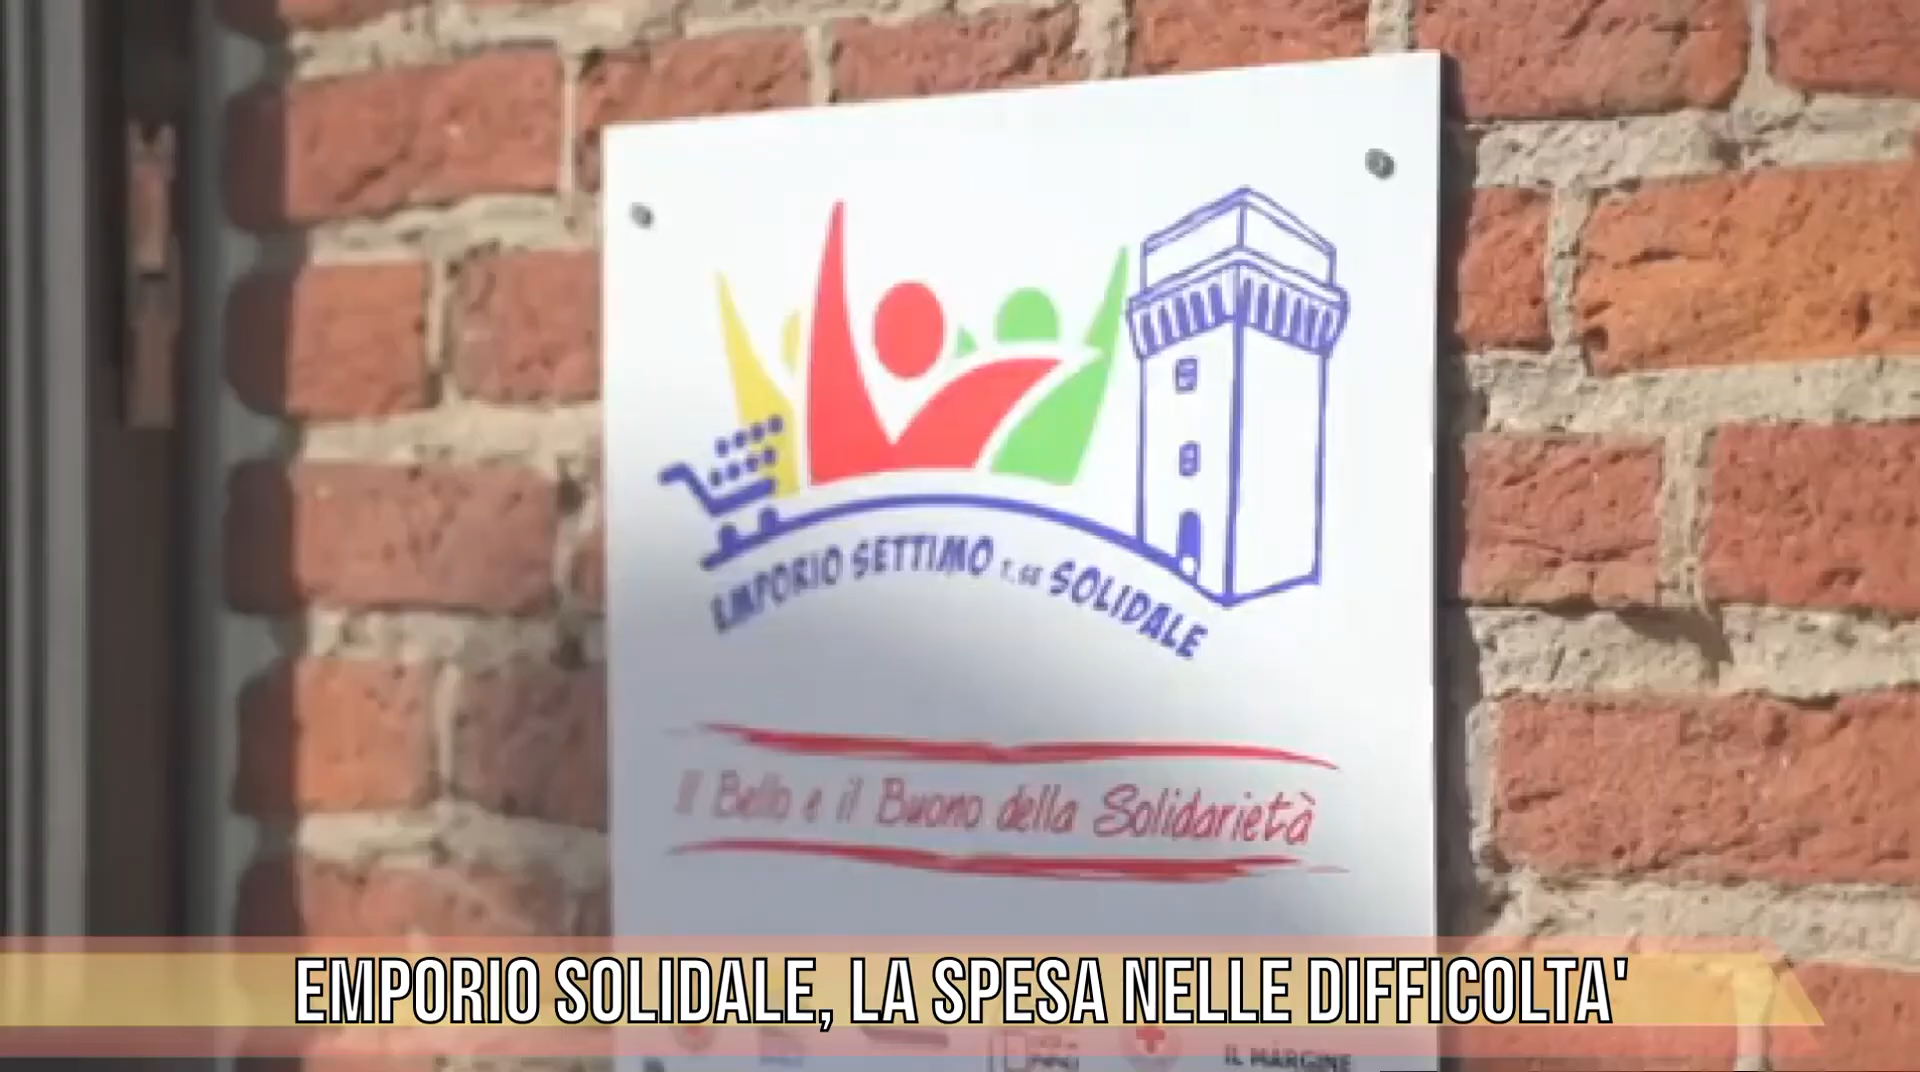 EMPORIO SETTIMO T.SE SOLIDALE
Il Bello e il Buono della Solidarietà
EMPORIO SOLIDALE, LA SPESA NELLE DIFFICOLTA'
IL MARGINE